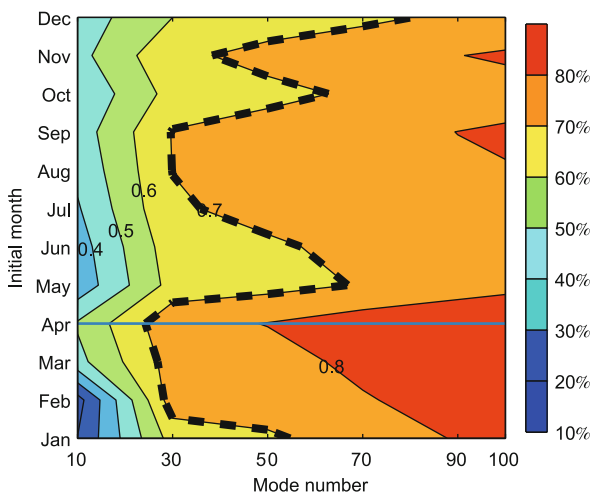 Dec
Nov
Oct
Sep
Aug
Jul
Jun
May
Apr
Mar
Feb
Jan
Initial month
10 30 50 70 90 100
Mode number
0.4
0.5
0.6
0.7
0.8
80%
70%
60%
50%
40%
30%
20%
10%